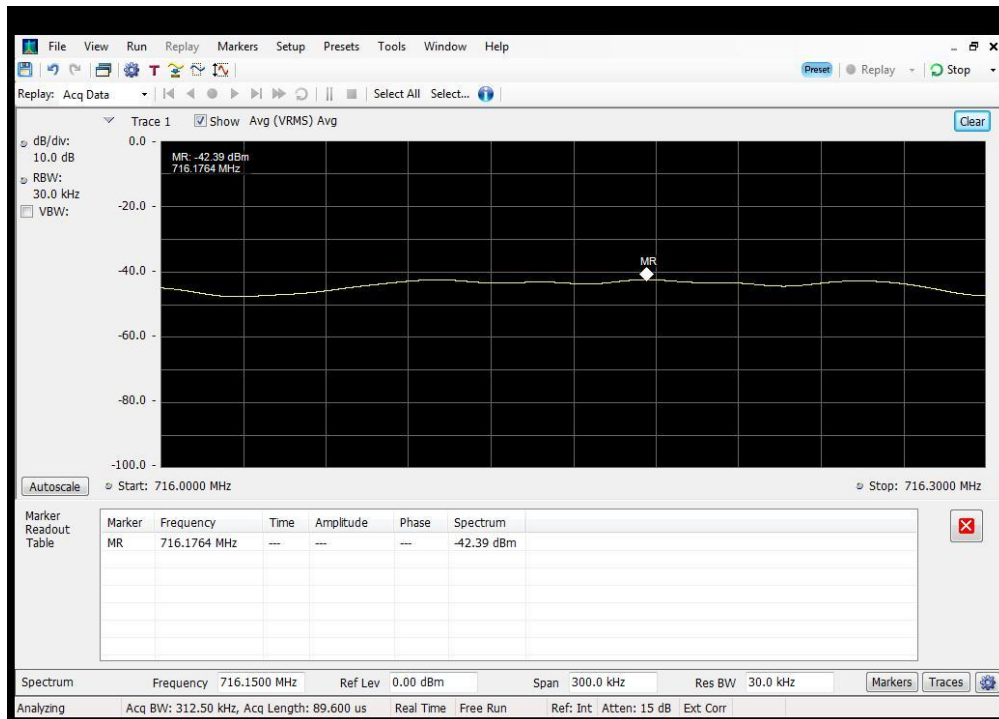 File View Run Replay Markers Setup Presets Tools Window Help
Preset Replay Stop
Replay: Acq Data Select All Select...
Trace 1 Show Avg (VRMS) Avg Clear
dB/div:
10.0 dB
RBW:
30.0 kHz
VBW:
0.0
-20.0
-40.0
-60.0
-80.0
-100.0
MR: -42.39 dBm
716.1764 MHz
MR
Autoscale Start: 716.0000 MHz Stop: 716.3000 MHz
Marker
Readout
Table
Marker Frequency Time Amplitude Phase Spectrum
MR 716.1764 MHz --- --- --- -42.39 dBm
Spectrum Frequency 716.1500 MHz Ref Lev 0.00 dBm Span 300.0 kHz Res BW 30.0 kHz Markers Traces
Analyzing Acq BW: 312.50 kHz, Acq Length: 89.600 us Real Time Free Run Ref: Int Atten: 15 dB Ext Corr